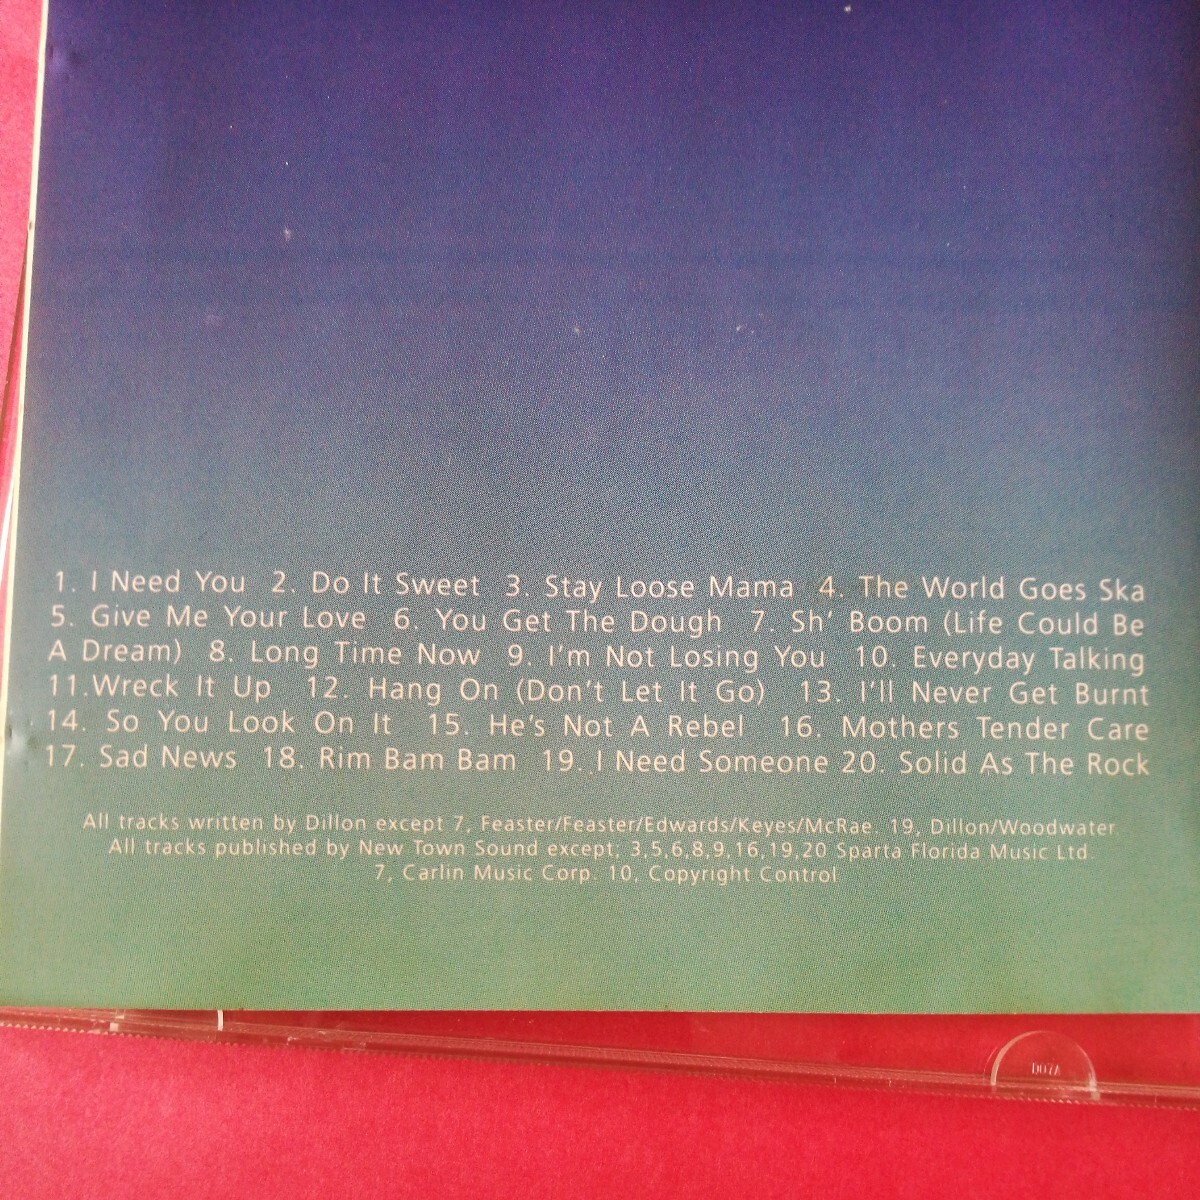 1. I Need You 2. Do It Sweet 3. Stay Loose Mama 4. The World Goes Ska
5. Give Me Your Love 6. You Get The Dough 7. Sh' Boom (Life Could Be
A Dream) 8. Long Time Now 9. I'm Not Losing You 10. Everyday Talking
11.Wreck It Up 12. Hang On (Don't Let It Go) 13. I'll Never Get Burnt
14. So You Look On It 15. He's Not A Rebel 16. Mothers Tender Care
17. Sad News 18. Rim Bam Bam 19. I Need Someone 20. Solid As The Rock
All tracks written by Dillon except 7, Feaster/Feaster/Edwards/Keyes/McRae. 19, Dillon/Woodwater.
All tracks published by New Town Sound except; 3,5,6,8,9,16,19,20 Sparta Florida Music Ltd.
7, Carlin Music Corp. 10, Copyright Control
D07A